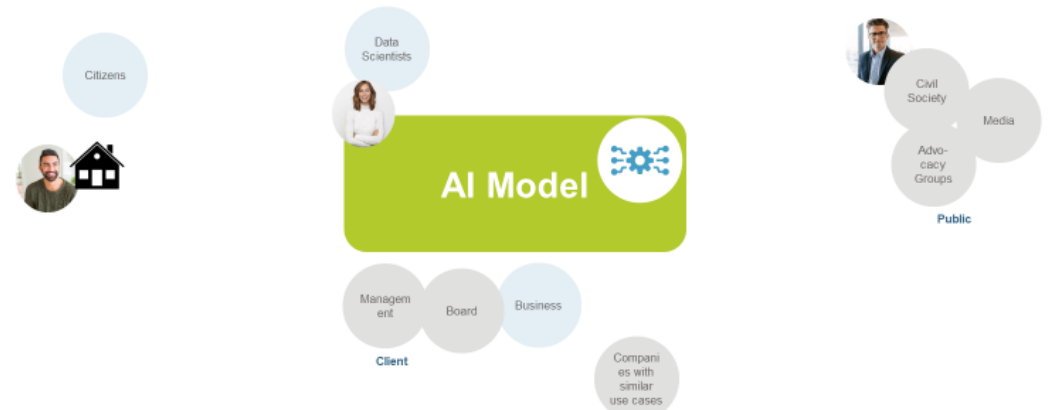 Citizens
Data
Scientists
Civil
Society
Media
Advo-
cacy
Groups
Public
AI Model
Managem
ent
Board
Business
Client
Compani
es with
similar
use cases